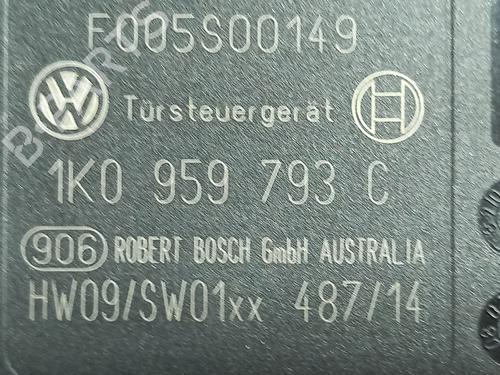 F005S00149
Türsteuergerät
1K0 959 793 C
906 ROBERT BOSCH GmbH AUSTRALIA
HW09/SW01xx 487/14